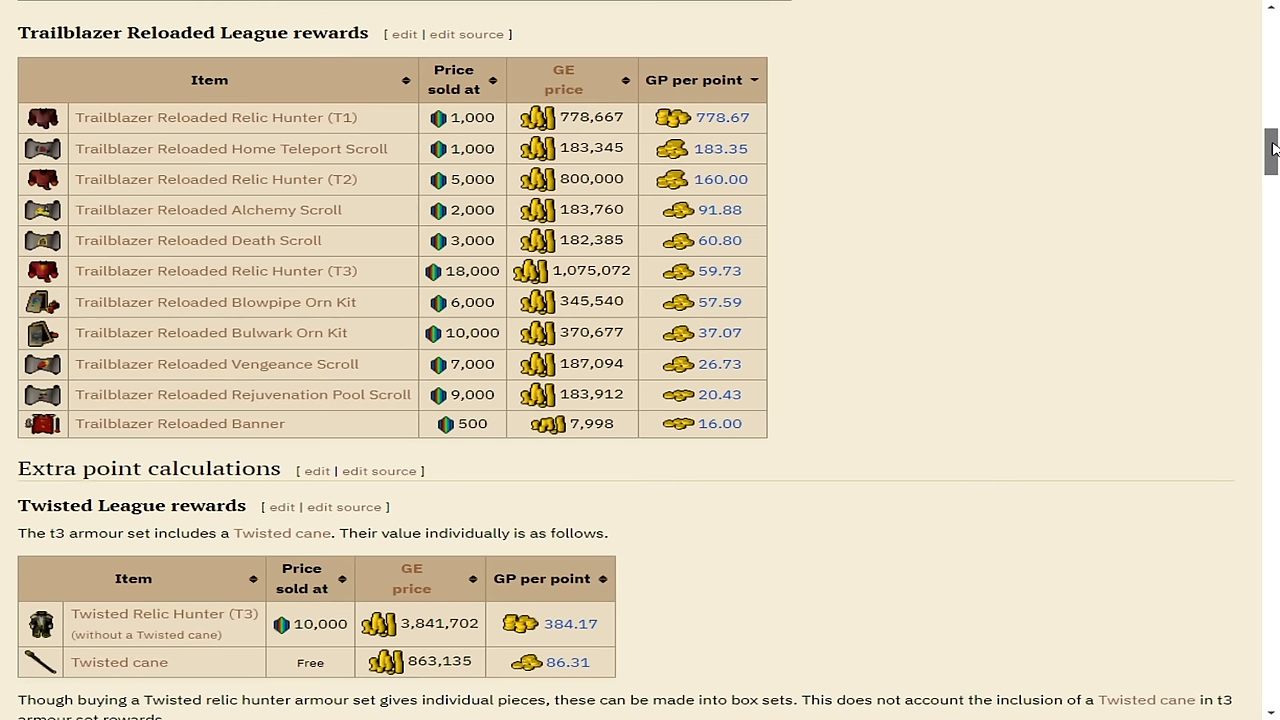 Trailblazer Reloaded League rewards [ edit | edit source ]
Item Price sold at GE price GP per point
Trailblazer Reloaded Relic Hunter (T1) 1,000 778,667 778.67
Trailblazer Reloaded Home Teleport Scroll 1,000 183,345 183.35
Trailblazer Reloaded Relic Hunter (T2) 5,000 800,000 160.00
Trailblazer Reloaded Alchemy Scroll 2,000 183,760 91.88
Trailblazer Reloaded Death Scroll 3,000 182,385 60.80
Trailblazer Reloaded Relic Hunter (T3) 18,000 1,075,072 59.73
Trailblazer Reloaded Blowpipe Orn Kit 6,000 345,540 57.59
Trailblazer Reloaded Bulwark Orn Kit 10,000 370,677 37.07
Trailblazer Reloaded Vengeance Scroll 7,000 187,094 26.73
Trailblazer Reloaded Rejuvenation Pool Scroll 9,000 183,912 20.43
Trailblazer Reloaded Banner 500 7,998 16.00
Extra point calculations [ edit | edit source ]
Twisted League rewards [ edit | edit source ]
The t3 armour set includes a Twisted cane. Their value individually is as follows.
Item Price sold at GE price GP per point
Twisted Relic Hunter (T3) (without a Twisted cane) 10,000 3,841,702 384.17
Twisted cane Free 863,135 86.31
Though buying a Twisted relic hunter armour set gives individual pieces, these can be made into box sets. This does not account the inclusion of a Twisted cane in t3
armour set rewards.